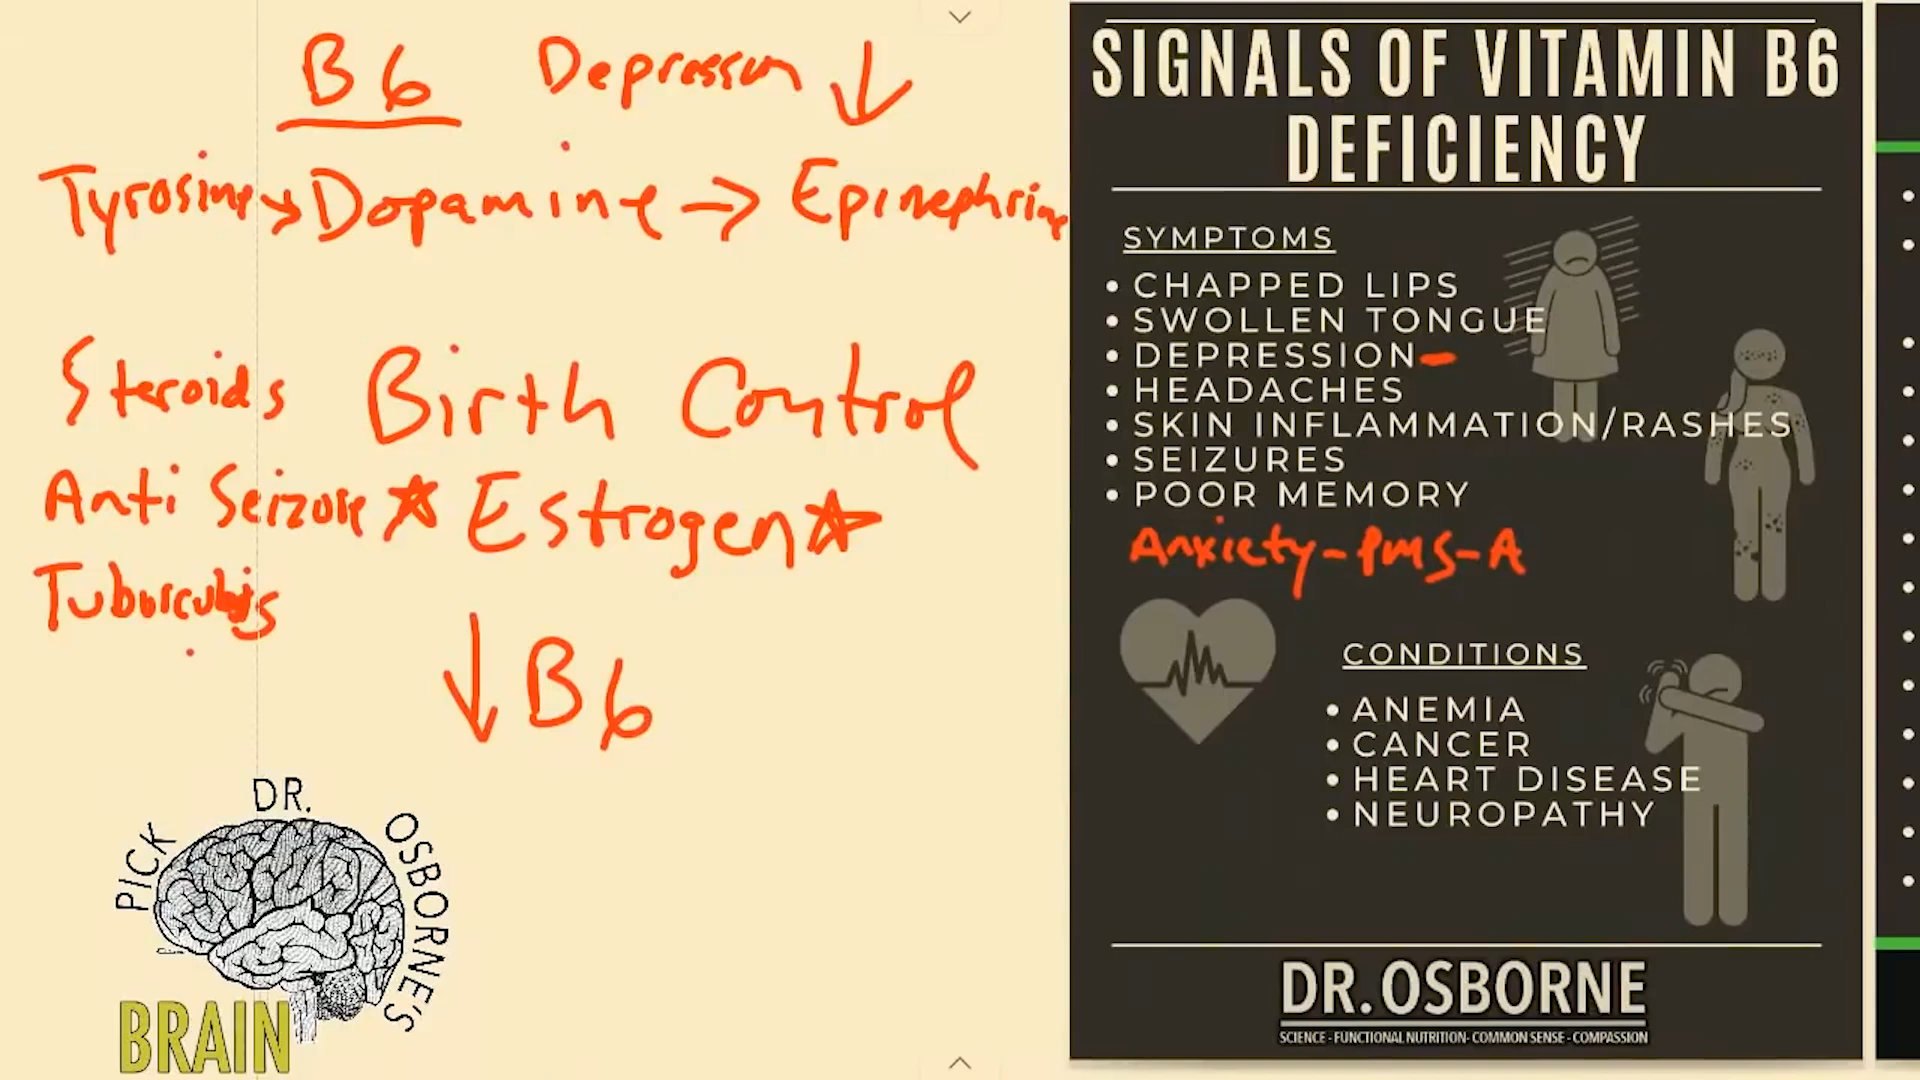 B6 Depression ↓
Tyrosine → Dopamine → Epinephrine
Steroids Birth Control
Anti Seizure ☆ Estrogen ☆
↓ B6
PICK DR. OSBORNE'S
BRAIN
SIGNALS OF VITAMIN B6
DEFICIENCY
SYMPTOMS
• CHAPPED LIPS
• SWOLLEN TONGUE
• DEPRESSION
• HEADACHES
• SKIN INFLAMMATION/RASHES
• SEIZURES
• POOR MEMORY
Anxiety-PMS-A
CONDITIONS
• ANEMIA
• CANCER
• HEART DISEASE
• NEUROPATHY
DR. OSBORNE
SCIENCE - FUNCTIONAL NUTRITION- COMMON SENSE - COMPASSION